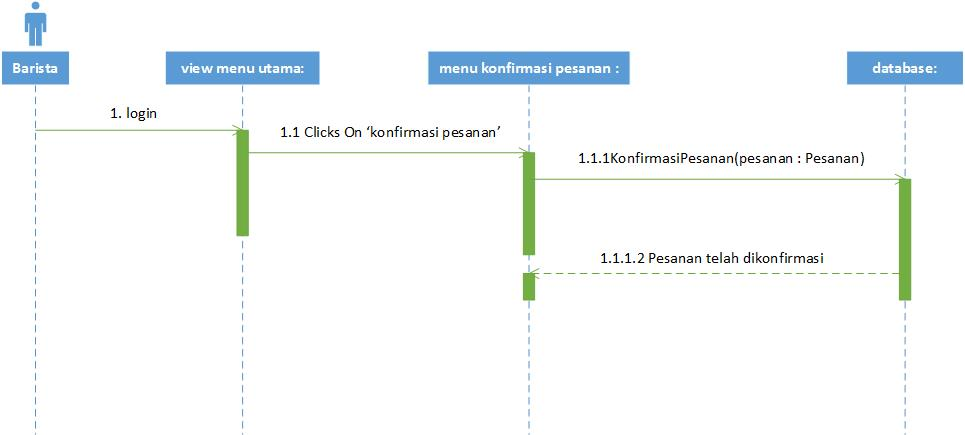 Barista
view menu utama:
menu konfirmasi pesanan :
database:
1. login
1.1 Clicks On ‘konfirmasi pesanan’
1.1.1KonfirmasiPesanan(pesanan : Pesanan)
1.1.1.2 Pesanan telah dikonfirmasi